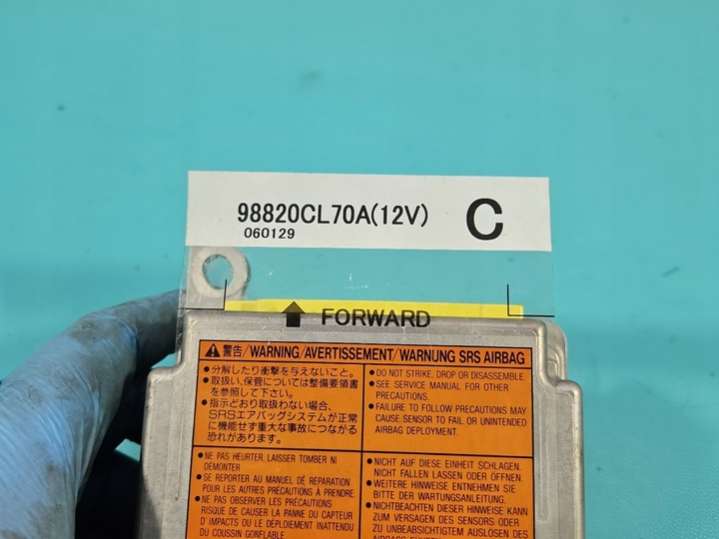 98820CL70A(12V) C
060129
FORWARD
警告/WARNING/AVERTISSEMENT/WARNUNG SRS AIRBAG
●分解したり衝撃を与えないこと。
●取扱い、保管については整備要領書
を参照して下さい。
●指示どおり取扱わない場合、
SRSエアバッグシステムが正常
に機能せず重大な事故につながる
恐れがあります。
●DO NOT STRIKE, DROP OR DISASSEMBLE.
●SEE SERVICE MANUAL FOR OTHER
PRECAUTIONS.
●FAILURE TO FOLLOW PRECAUTIONS MAY
CAUSE SENSOR TO FAIL OR UNINTENDED
AIRBAG DEPLOYMENT.
●NE PAS HEURTER, LAISSER TOMBER NI
DEMONTER
●SE REPORTER AU MANUEL DE RÉPARATION
POUR LES AUTRES PRÉCAUTIONS À PRENDRE
●NE PAS OBSERVER LES PRÉCAUTIONS
RISQUE DE CAUSER LA PANNE DU CAPTEUR
D'IMPACTS OU LE DÉPLOIEMENT INATTENDU
DU COUSSIN GONFLABLE
●NICHT AUF DIESE EINHEIT SCHLAGEN,
NICHT FALLEN LASSEN ODER ÖFFNEN.
●WEITERE HINWEISE ENTNEHMEN SIE
BITTE DER WARTUNGSANLEITUNG.
●NICHTBEACHTEN DIESER HINWEISE KANN
ZUM VERSAGEN DES SENSORS ODER
ZU UNBEABSICHTIGTEM AUSLÖSEN DES